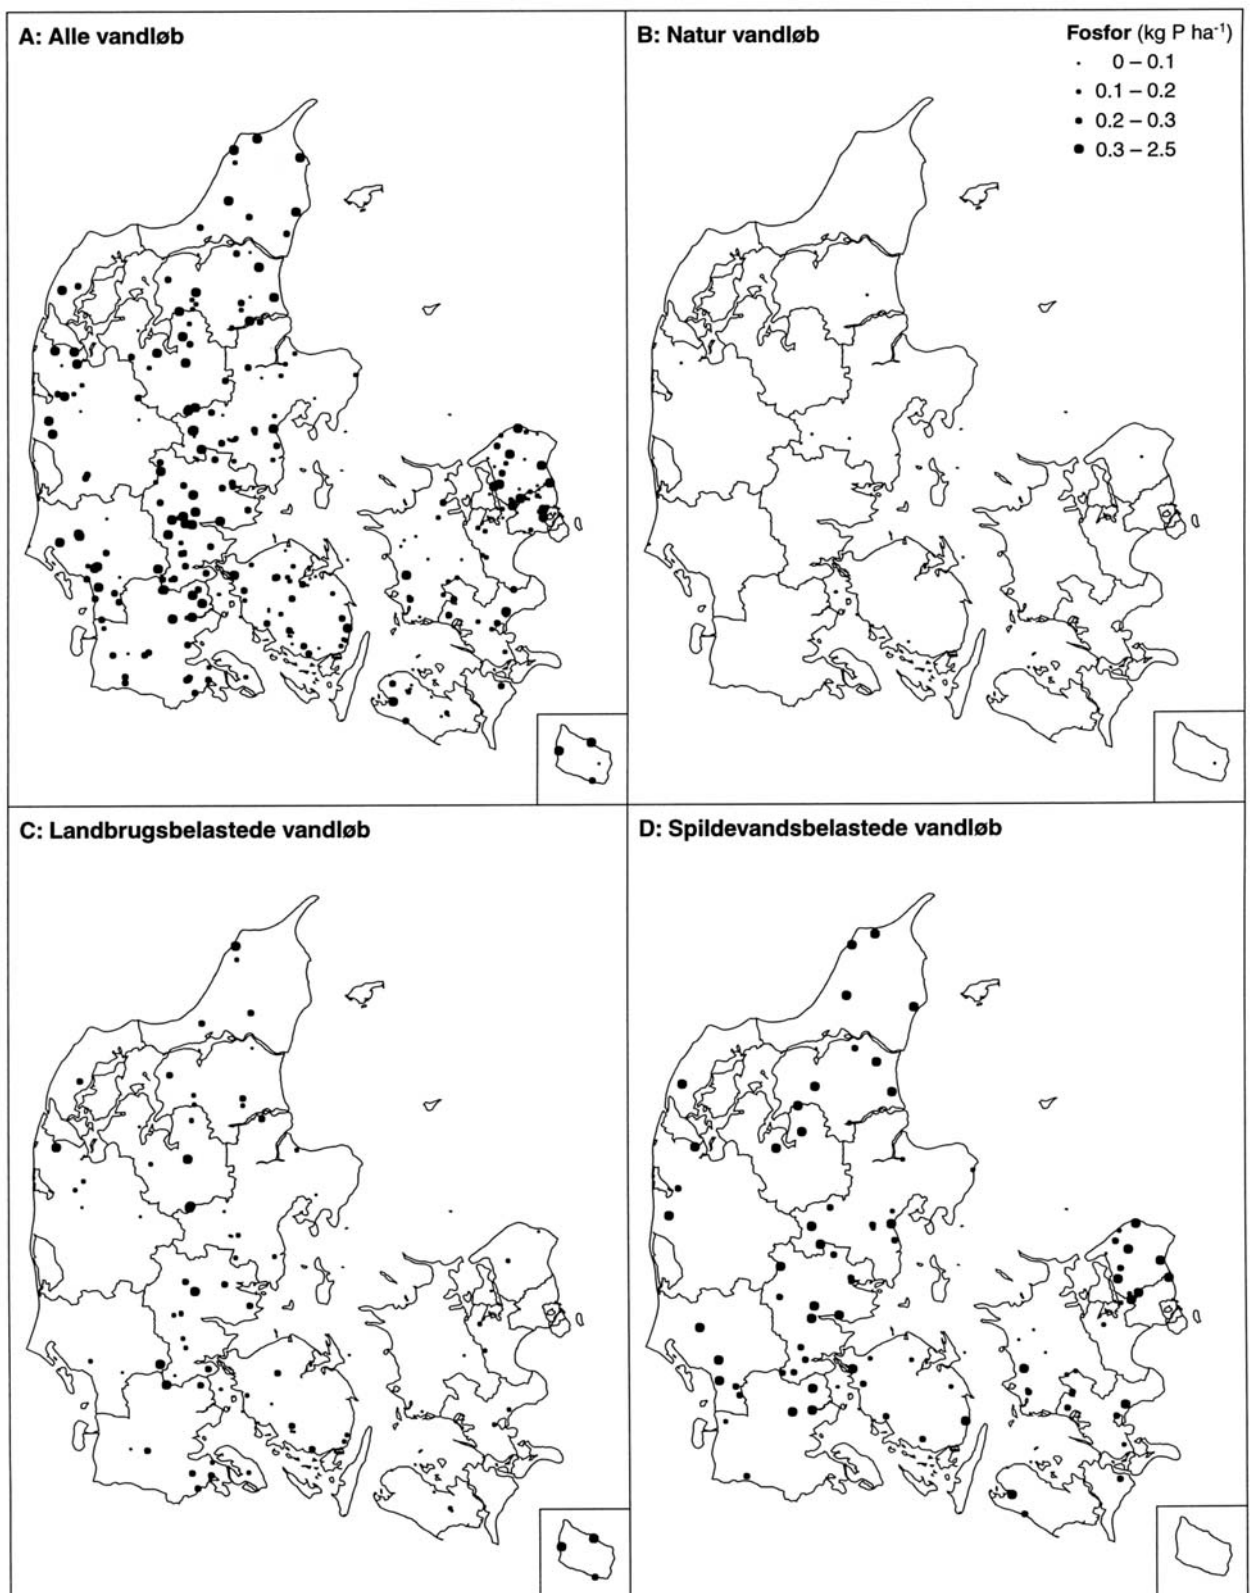 A: Alle vandløb
B: Natur vandløb
Fosfor (kg P ha⁻¹)
0 – 0.1
0.1 – 0.2
0.2 – 0.3
0.3 – 2.5
C: Landbrugsbelastede vandløb
D: Spildevandsbelastede vandløb